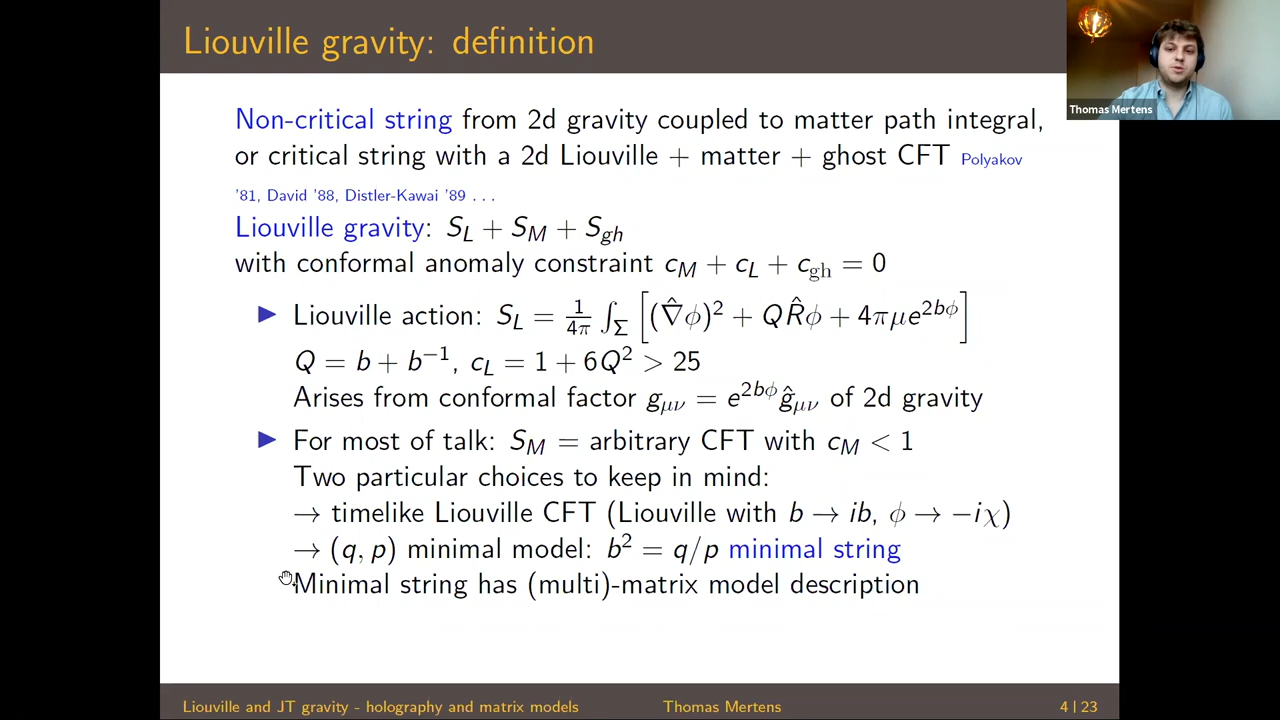 Liouville gravity: definition
Thomas Mertens
Non-critical string from 2d gravity coupled to matter path integral,
or critical string with a 2d Liouville + matter + ghost CFT Polyakov
'81, David '88, Distler-Kawai '89 . . .
Liouville gravity: S_L + S_M + S_gh
with conformal anomaly constraint c_M + c_L + c_gh = 0
▶ Liouville action: S_L = 1/4π ∫_Σ [(∇̂φ)² + QR̂φ + 4πμe^{2bφ}]
Q = b + b⁻¹, c_L = 1 + 6Q² > 25
Arises from conformal factor g_μν = e^{2bφ}ĝ_μν of 2d gravity
▶ For most of talk: S_M = arbitrary CFT with c_M < 1
Two particular choices to keep in mind:
→ timelike Liouville CFT (Liouville with b → ib, φ → −iχ)
→ (q, p) minimal model: b² = q/p minimal string
Minimal string has (multi)-matrix model description
Liouville and JT gravity - holography and matrix models Thomas Mertens 4 | 23